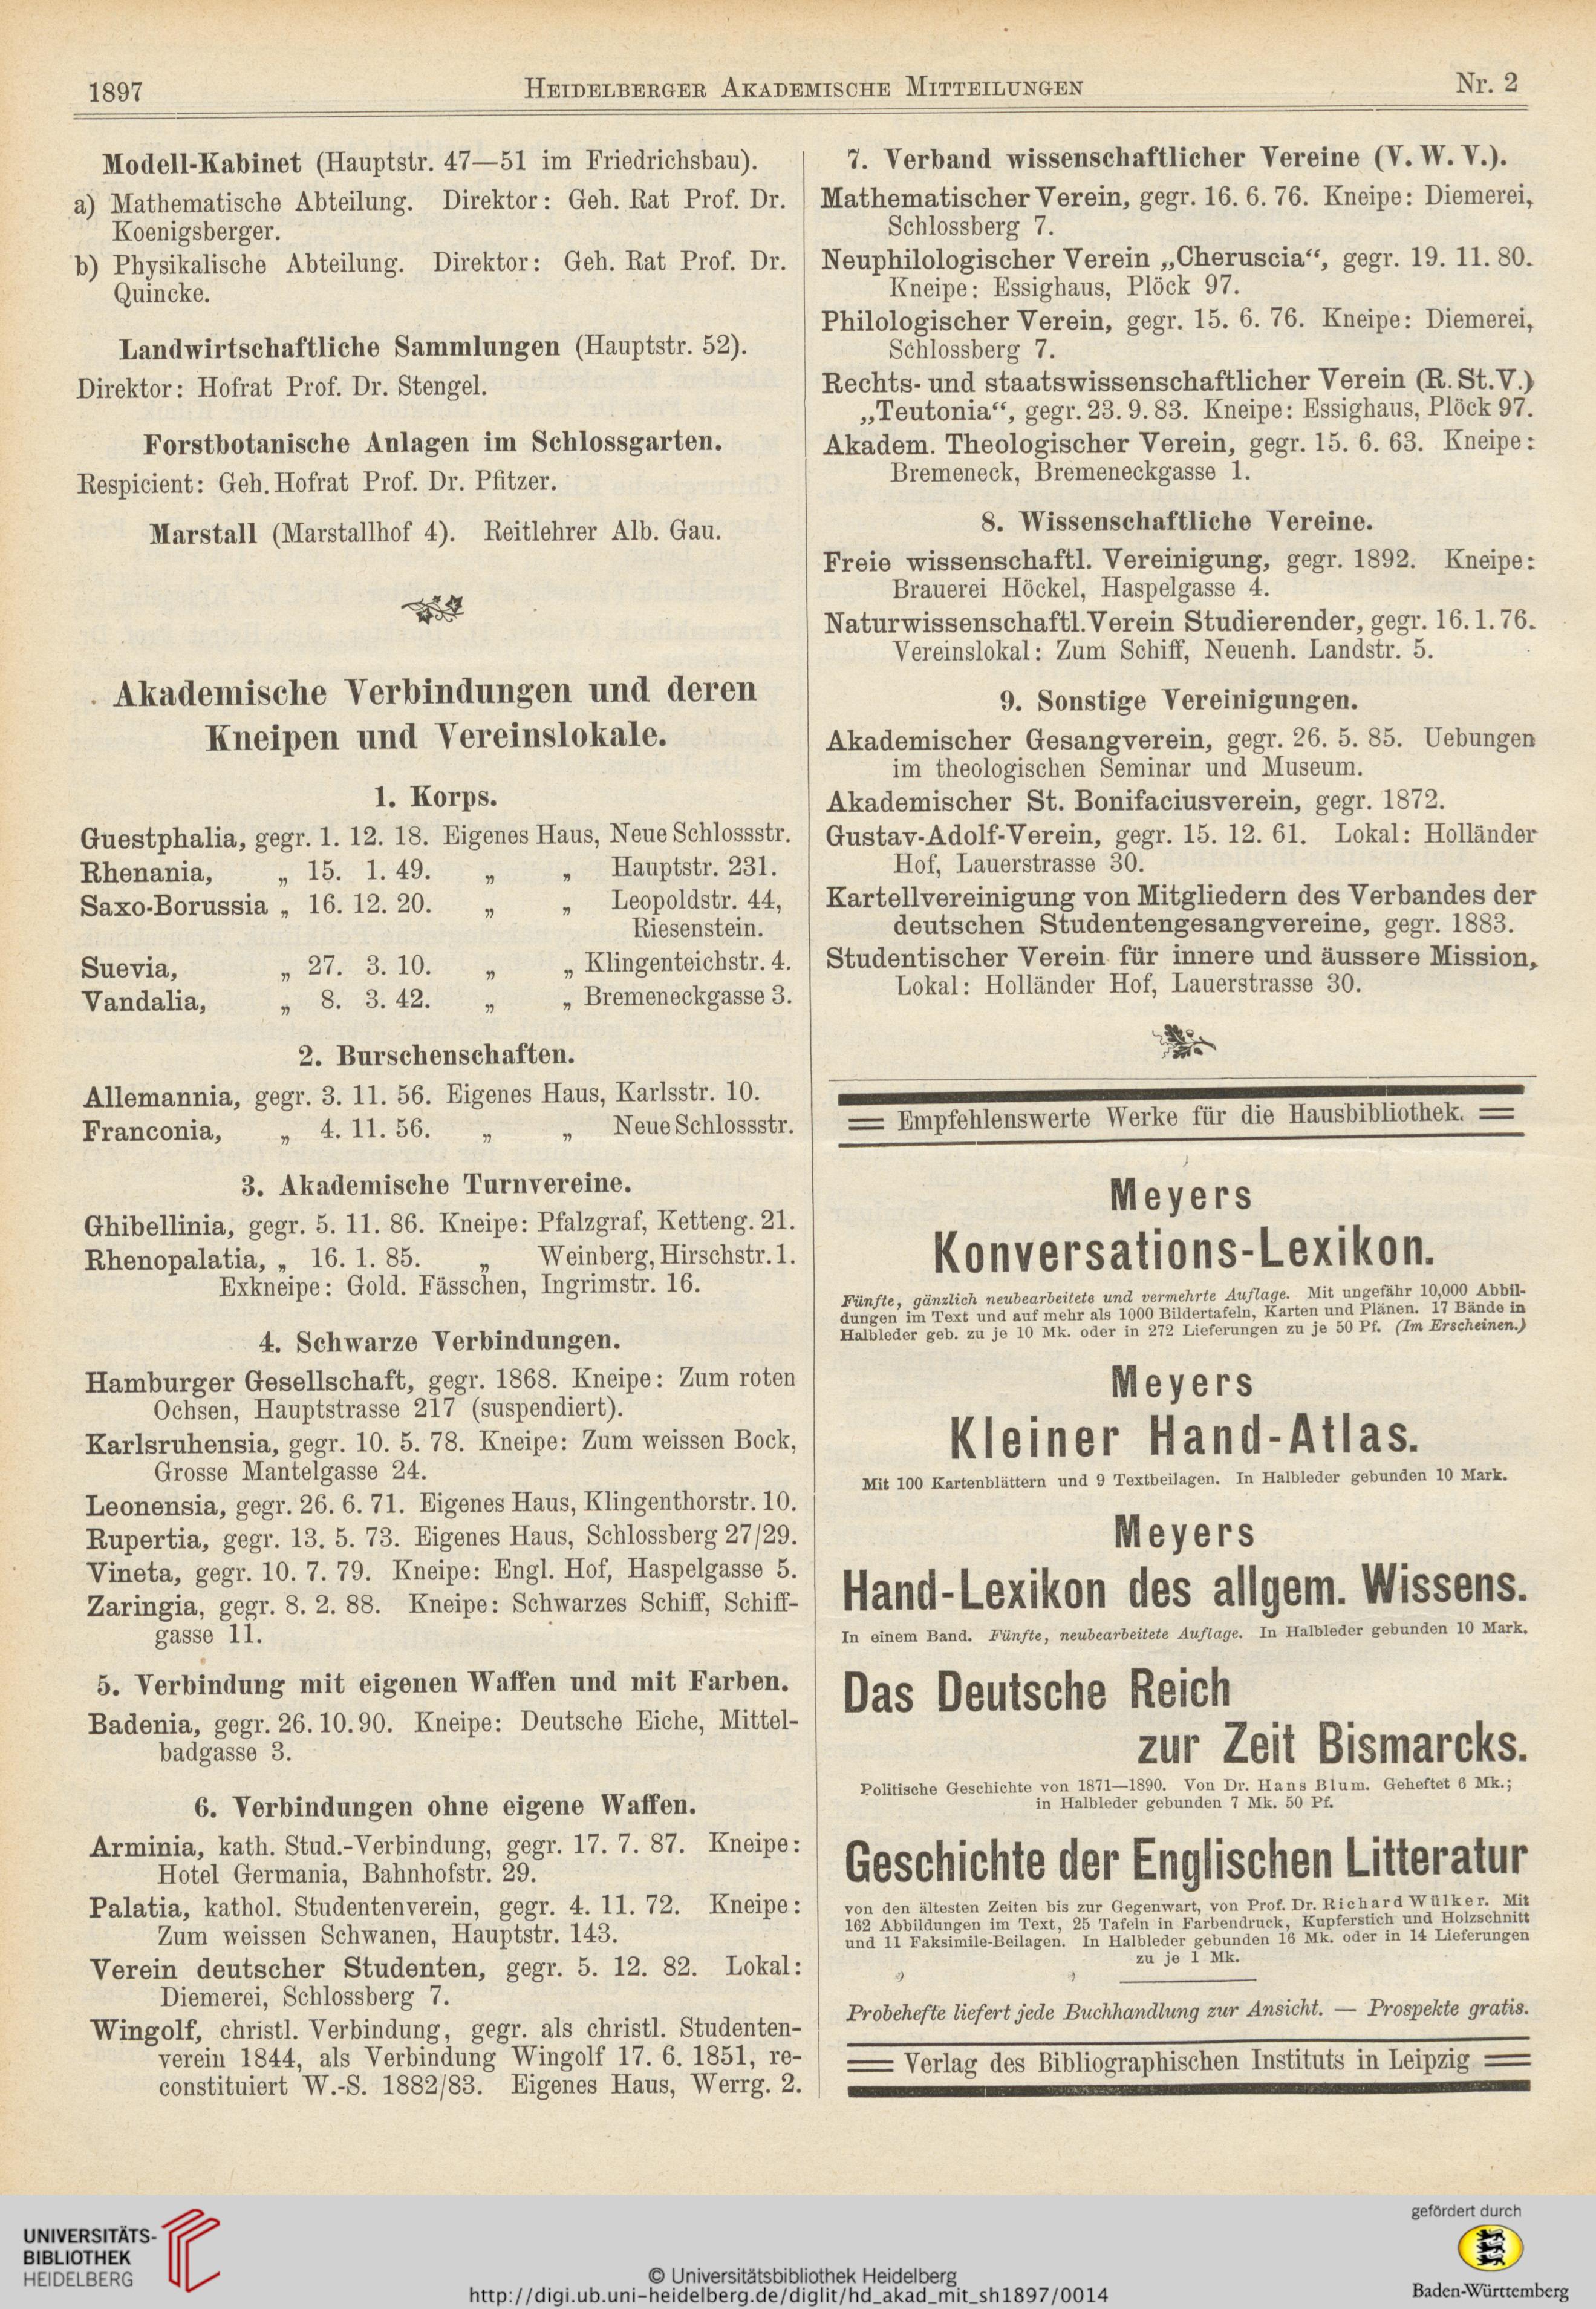 1897
Heidelberger Akademische Mitteilungen
Nr. 2
Modell-Kabinet (Hauptstr. 47—51 im Friedrichsbau).
a) Mathematische Abteilung. Direktor: Geh. Rat Prof. Dr.
Koenigsberger.
b) Physikalische Abteilung. Direktor: Geh. Rat Prof. Dr.
Quincke.
Landwirtschaftliche Sammlungen (Hauptstr. 52).
Direktor: Hofrat Prof. Dr. Stengel.
Forstbotanische Anlagen im Schlossgarten.
Respicient: Geh. Hofrat Prof. Dr. Pfitzer.
Marstall (Marstallhof 4). Reitlehrer Alb. Gau.
Akademische Verbindungen und deren
Kneipen und Vereinslokale.
1. Korps.
Guestphalia, gegr. 1. 12. 18. Eigenes Haus, Neue Schlossstr.
Rhenania, „ 15. 1. 49. „ „ Hauptstr. 231.
Saxo-Borussia „ 16. 12. 20. „ „ Leopoldstr. 44,
Riesenstein.
Suevia, „ 27. 3. 10. „ „ Klingenteichstr. 4.
Vandalia, „ 8. 3. 42. „ „ Bremeneckgasse 3.
2. Burschenschaften.
Allemannia, gegr. 3. 11. 56. Eigenes Haus, Karlsstr. 10.
Franconia, „ 4. 11. 56. „ „ Neue Schlossstr.
3. Akademische Turnvereine.
Ghibellinia, gegr. 5. 11. 86. Kneipe: Pfalzgraf, Ketteng. 21.
Rhenopalatia, „ 16. 1. 85. „ Weinberg, Hirschstr. 1.
Exkneipe: Gold. Fässchen, Ingrimstr. 16.
4. Schwarze Verbindungen.
Hamburger Gesellschaft, gegr. 1868. Kneipe: Zum roten
Ochsen, Hauptstrasse 217 (suspendiert).
Karlsruhensia, gegr. 10. 5. 78. Kneipe: Zum weissen Bock,
Grosse Mantelgasse 24.
Leonensia, gegr. 26. 6. 71. Eigenes Haus, Klingenthorstr. 10.
Rupertia, gegr. 13. 5. 73. Eigenes Haus, Schlossberg 27/29.
Vineta, gegr. 10. 7. 79. Kneipe: Engl. Hof, Haspelgasse 5.
Zaringia, gegr. 8. 2. 88. Kneipe: Schwarzes Schiff, Schiff-
gasse 11.
5. Verbindung mit eigenen Waffen und mit Farben.
Badenia, gegr. 26. 10. 90. Kneipe: Deutsche Eiche, Mittel-
badgasse 3.
6. Verbindungen ohne eigene Waffen.
Arminia, kath. Stud.-Verbindung, gegr. 17. 7. 87. Kneipe:
Hotel Germania, Bahnhofstr. 29.
Palatia, kathol. Studentenverein, gegr. 4. 11. 72. Kneipe:
Zum weissen Schwanen, Hauptstr. 143.
Verein deutscher Studenten, gegr. 5. 12. 82. Lokal:
Diemerei, Schlossberg 7.
Wingolf, christl. Verbindung, gegr. als christl. Studenten-
verein 1844, als Verbindung Wingolf 17. 6. 1851, re-
constituiert W.-S. 1882/83. Eigenes Haus, Werrg. 2.
7. Verband wissenschaftlicher Vereine (V. W. V.).
Mathematischer Verein, gegr. 16. 6. 76. Kneipe: Diemerei,
Schlossberg 7.
Neuphilologischer Verein „Cheruscia“, gegr. 19. 11. 80.
Kneipe: Essighaus, Plöck 97.
Philologischer Verein, gegr. 15. 6. 76. Kneipe: Diemerei,
Schlossberg 7.
Rechts- und staatswissenschaftlicher Verein (R. St. V.)
„Teutonia“, gegr. 23. 9. 83. Kneipe: Essighaus, Plöck 97.
Akadem. Theologischer Verein, gegr. 15. 6. 63. Kneipe:
Bremeneck, Bremeneckgasse 1.
8. Wissenschaftliche Vereine.
Freie wissenschaftl. Vereinigung, gegr. 1892. Kneipe:
Brauerei Höckel, Haspelgasse 4.
Naturwissenschaftl. Verein Studierender, gegr. 16. 1. 76.
Vereinslokal: Zum Schiff, Neuenh. Landstr. 5.
9. Sonstige Vereinigungen.
Akademischer Gesangverein, gegr. 26. 5. 85. Uebungen
im theologischen Seminar und Museum.
Akademischer St. Bonifaciusverein, gegr. 1872.
Gustav-Adolf-Verein, gegr. 15. 12. 61. Lokal: Holländer
Hof, Lauerstrasse 30.
Kartellvereinigung von Mitgliedern des Verbandes der
deutschen Studentengesangvereine, gegr. 1883.
Studentischer Verein für innere und äussere Mission,
Lokal: Holländer Hof, Lauerstrasse 30.
Empfehlenswerte Werke für die Hausbibliothek.
Meyers
Konversations-Lexikon.
Fünfte, gänzlich neubearbeitete und vermehrte Auflage. Mit ungefähr 10,000 Abbil-
dungen im Text und auf mehr als 1000 Bildertafeln, Karten und Plänen. 17 Bände in
Halbleder geb. zu je 10 Mk. oder in 272 Lieferungen zu je 50 Pf. (Im Erscheinen.)
Meyers
Kleiner Hand-Atlas.
Mit 100 Kartenblättern und 9 Textbeilagen. In Halbleder gebunden 10 Mark.
Meyers
Hand-Lexikon des allgem. Wissens.
In einem Band. Fünfte, neubearbeitete Auflage. In Halbleder gebunden 10 Mark.
Das Deutsche Reich
zur Zeit Bismarcks.
Politische Geschichte von 1871—1890. Von Dr. Hans Blum. Geheftet 6 Mk.;
in Halbleder gebunden 7 Mk. 50 Pf.
Geschichte der Englischen Litteratur
von den ältesten Zeiten bis zur Gegenwart, von Prof. Dr. Richard Wülker. Mit
162 Abbildungen im Text, 25 Tafeln in Farbendruck, Kupferstich und Holzschnitt
und 11 Faksimile-Beilagen. In Halbleder gebunden 16 Mk. oder in 14 Lieferungen
zu je 1 Mk.
Probehefte liefert jede Buchhandlung zur Ansicht. — Prospekte gratis.
Verlag des Bibliographischen Instituts in Leipzig
UNIVERSITÄTS-
BIBLIOTHEK
HEIDELBERG
© Universitätsbibliothek Heidelberg
http://digi.ub.uni-heidelberg.de/diglit/hd_akad_mit_sh1897/0014
gefördert durch
Baden-Württemberg